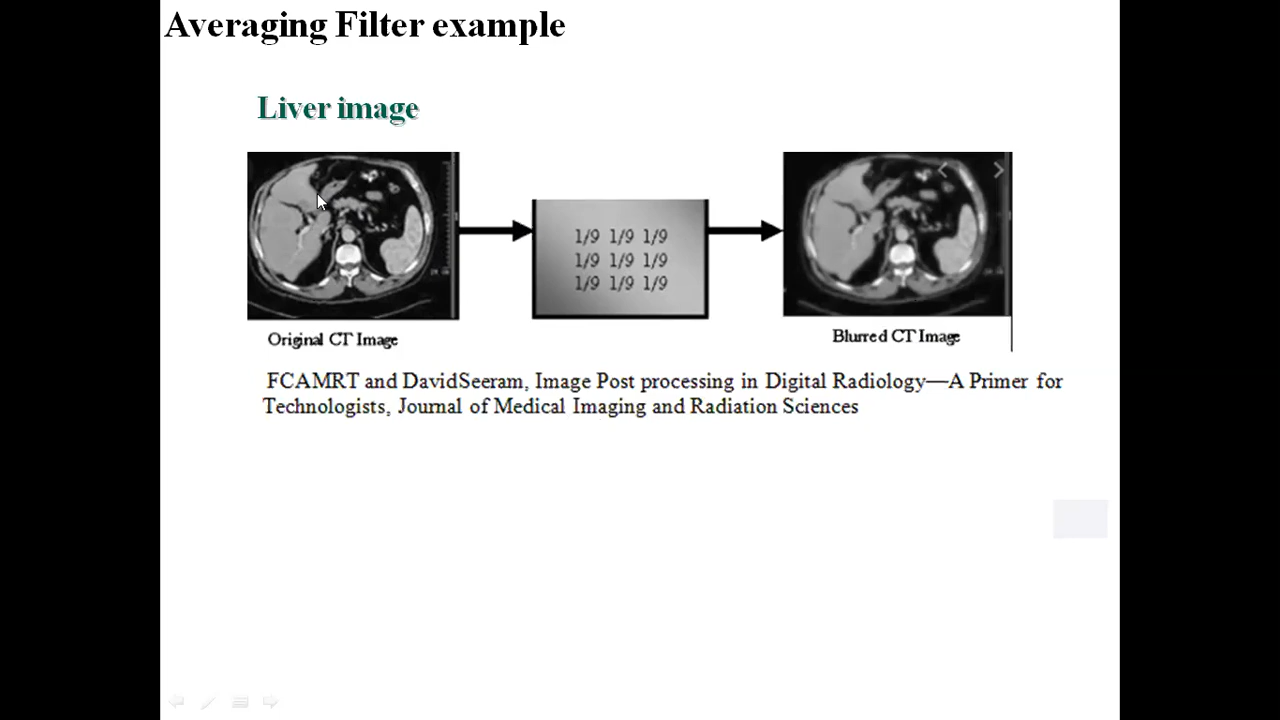 Averaging Filter example
Liver image
1/9 1/9 1/9
1/9 1/9 1/9
1/9 1/9 1/9
Original CT Image
Blurred CT Image
FCAMRT and DavidSeeram, Image Post processing in Digital Radiology—A Primer for
Technologists, Journal of Medical Imaging and Radiation Sciences